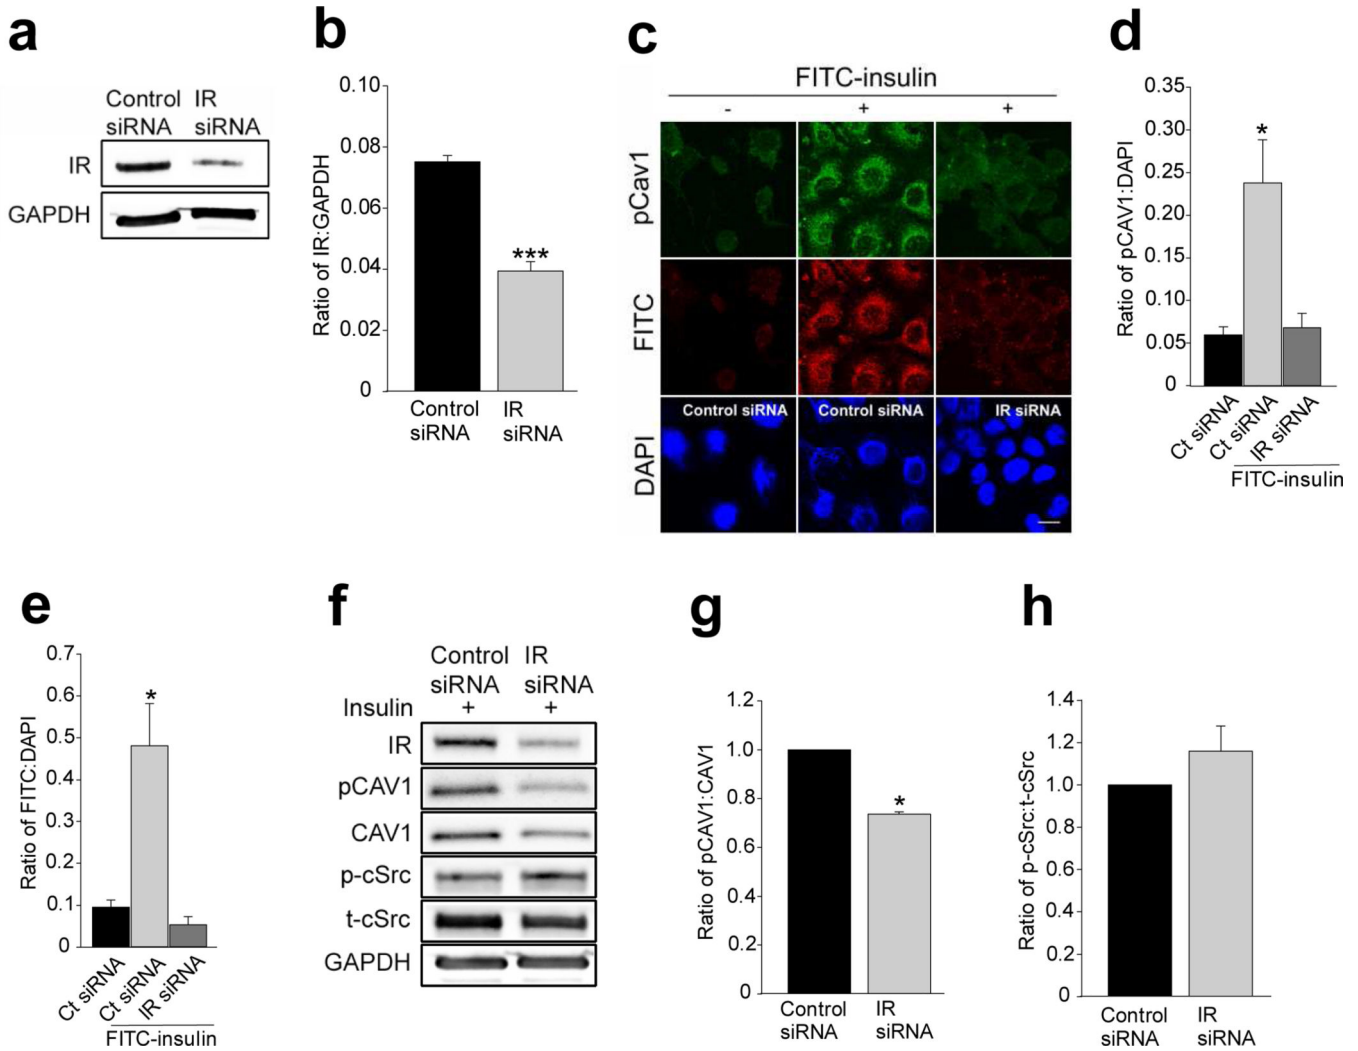 a
Control IR
siRNA siRNA
IR
GAPDH
b
Ratio of IR:GAPDH
0.10
0.08
0.06
0.04
0.02
0
***
Control IR
siRNA siRNA
c
FITC-insulin
- + +
pCav1
FITC
DAPI
Control siRNA Control siRNA IR siRNA
d
Ratio of pCAV1:DAPI
0.35
0.30
0.25
0.20
0.15
0.10
0.05
0
*
Ct siRNA Ct siRNA IR siRNA
FITC-insulin
e
Ratio of FITC:DAPI
0.7
0.6
0.5
0.4
0.3
0.2
0.1
0
*
Ct siRNA Ct siRNA IR siRNA
FITC-insulin
f
Control IR
siRNA siRNA
Insulin + +
IR
pCAV1
CAV1
p-cSrc
t-cSrc
GAPDH
g
Ratio of pCAV1:CAV1
1.2
1.0
0.8
0.6
0.4
0.2
0
*
Control IR
siRNA siRNA
h
Ratio of p-cSrc:t-cSrc
1.4
1.2
1.0
0.8
0.6
0.4
0.2
0
Control IR
siRNA siRNA